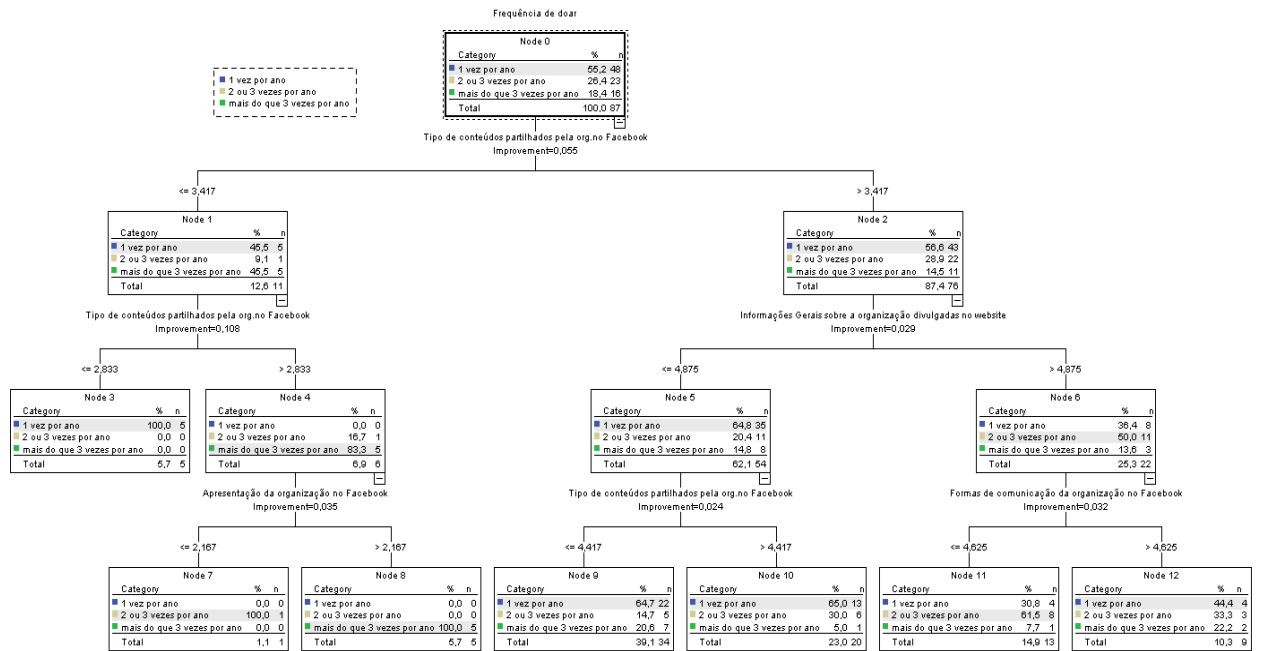 Frequência de doar
Node 0
Category % n
1 vez por ano 55,2 48
2 ou 3 vezes por ano 26,4 23
mais do que 3 vezes por ano 18,4 16
Total 100,0 87
1 vez por ano
2 ou 3 vezes por ano
mais do que 3 vezes por ano
Tipo de conteúdos partilhados pela org.no Facebook
Improvement=0,055
<= 3,417
> 3,417
Node 1
Category % n
1 vez por ano 45,5 5
2 ou 3 vezes por ano 9,1 1
mais do que 3 vezes por ano 45,5 5
Total 12,6 11
Node 2
Category % n
1 vez por ano 56,6 43
2 ou 3 vezes por ano 28,9 22
mais do que 3 vezes por ano 14,5 11
Total 87,4 76
Tipo de conteúdos partilhados pela org.no Facebook
Improvement=0,108
Informações Gerais sobre a organização divulgadas no website
Improvement=0,029
<= 2,833
> 2,833
<= 4,875
> 4,875
Node 3
Category % n
1 vez por ano 100,0 5
2 ou 3 vezes por ano 0,0 0
mais do que 3 vezes por ano 0,0 0
Total 5,7 5
Node 4
Category % n
1 vez por ano 0,0 0
2 ou 3 vezes por ano 16,7 1
mais do que 3 vezes por ano 83,3 5
Total 6,9 6
Node 5
Category % n
1 vez por ano 64,8 35
2 ou 3 vezes por ano 20,4 11
mais do que 3 vezes por ano 14,8 8
Total 62,1 54
Node 6
Category % n
1 vez por ano 36,4 8
2 ou 3 vezes por ano 50,0 11
mais do que 3 vezes por ano 13,6 3
Total 25,3 22
Apresentação da organização no Facebook
Improvement=0,035
Tipo de conteúdos partilhados pela org.no Facebook
Improvement=0,024
Formas de comunicação da organização no Facebook
Improvement=0,032
<= 2,167
> 2,167
<= 4,417
> 4,417
<= 4,625
> 4,625
Node 7
Category % n
1 vez por ano 0,0 0
2 ou 3 vezes por ano 100,0 1
mais do que 3 vezes por ano 0,0 0
Total 1,1 1
Node 8
Category % n
1 vez por ano 0,0 0
2 ou 3 vezes por ano 0,0 0
mais do que 3 vezes por ano 100,0 5
Total 5,7 5
Node 9
Category % n
1 vez por ano 64,7 22
2 ou 3 vezes por ano 14,7 5
mais do que 3 vezes por ano 20,6 7
Total 39,1 34
Node 10
Category % n
1 vez por ano 65,0 13
2 ou 3 vezes por ano 30,0 6
mais do que 3 vezes por ano 5,0 1
Total 23,0 20
Node 11
Category % n
1 vez por ano 30,8 4
2 ou 3 vezes por ano 61,5 8
mais do que 3 vezes por ano 7,7 1
Total 14,9 13
Node 12
Category % n
1 vez por ano 44,4 4
2 ou 3 vezes por ano 33,3 3
mais do que 3 vezes por ano 22,2 2
Total 10,3 9